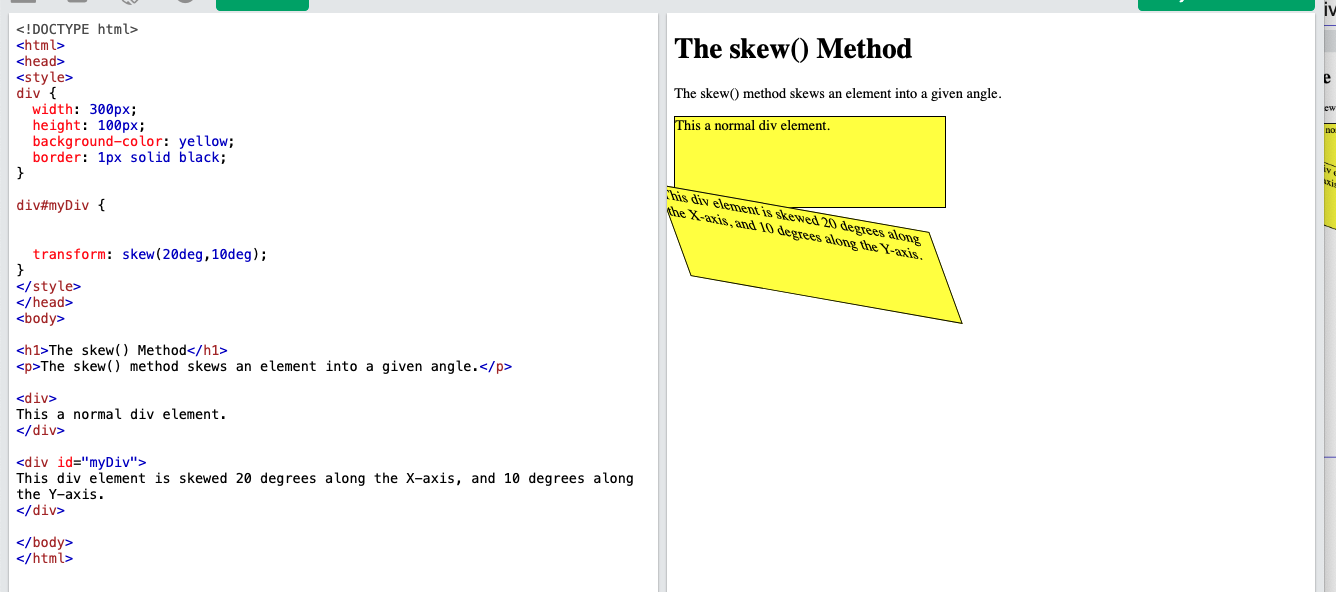 <!DOCTYPE html>
<html>
<head>
<style>
div {
  width: 300px;
  height: 100px;
  background-color: yellow;
  border: 1px solid black;
}
div#myDiv {
  transform: skew(20deg,10deg);
}
</style>
</head>
<body>
<h1>The skew() Method</h1>
<p>The skew() method skews an element into a given angle.</p>
<div>
This a normal div element.
</div>
<div id="myDiv">
This div element is skewed 20 degrees along the X-axis, and 10 degrees along
the Y-axis.
</div>
</body>
</html>
The skew() Method
The skew() method skews an element into a given angle.
This a normal div element.
This div element is skewed 20 degrees along
the X-axis, and 10 degrees along the Y-axis.